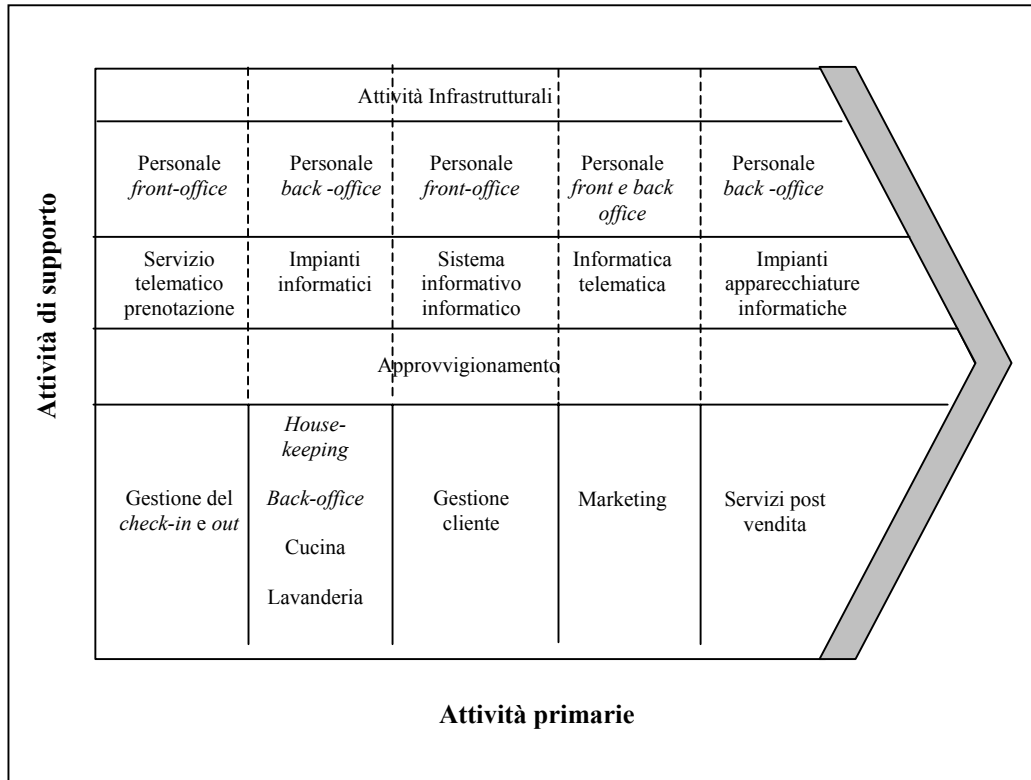 Attività di supporto
Attività Infrastrutturali
Personale
front-office
Personale
back -office
Personale
front-office
Personale
front e back
office
Personale
back -office
Servizio
telematico
prenotazione
Impianti
informatici
Sistema
informativo
informatico
Informatica
telematica
Impianti
apparecchiature
informatiche
Approvvigionamento
Gestione del
check-in e out
House-
keeping
Back-office
Cucina
Lavanderia
Gestione
cliente
Marketing
Servizi post
vendita
Attività primarie